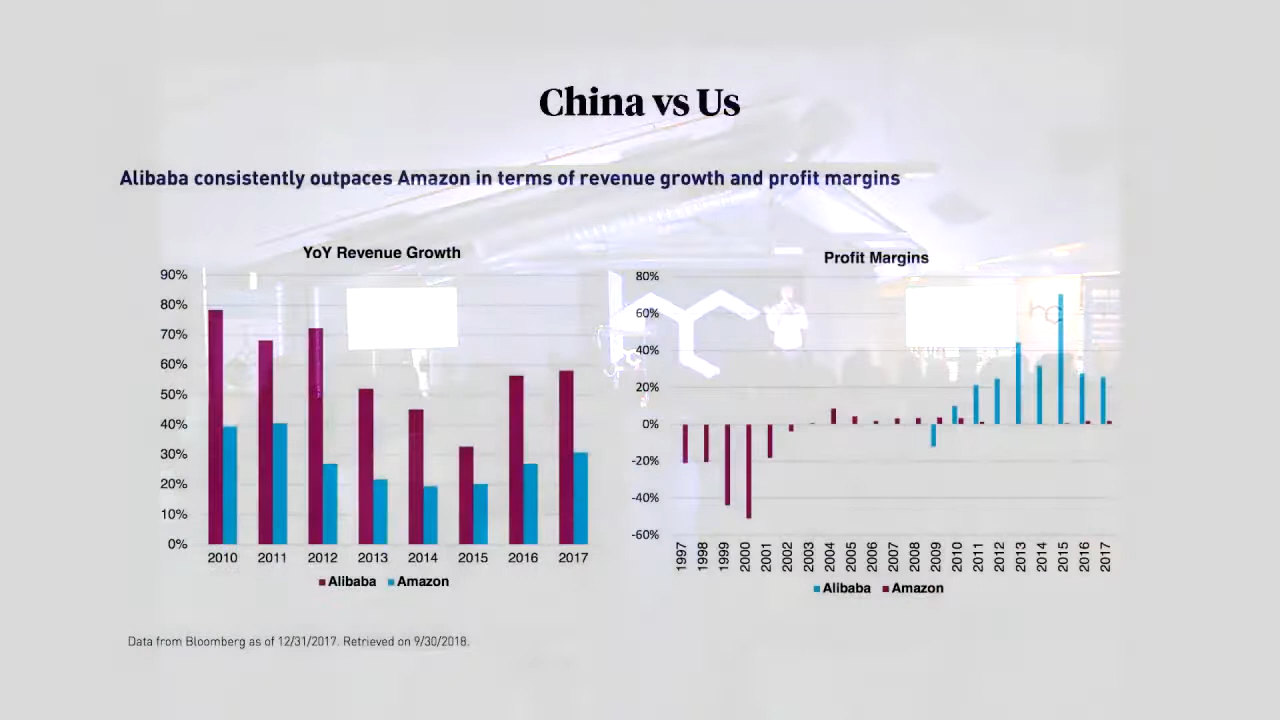 China vs Us
Alibaba consistently outpaces Amazon in terms of revenue growth and profit margins
YoY Revenue Growth
90%
80%
70%
60%
50%
40%
30%
20%
10%
0%
2010 2011 2012 2013 2014 2015 2016 2017
Alibaba Amazon
Profit Margins
80%
60%
40%
20%
0%
-20%
-40%
-60%
1997 1998 1999 2000 2001 2002 2003 2004 2005 2006 2007 2008 2009 2010 2011 2012 2013 2014 2015 2016 2017
Alibaba Amazon
hc
Data from Bloomberg as of 12/31/2017. Retrieved on 9/30/2018.